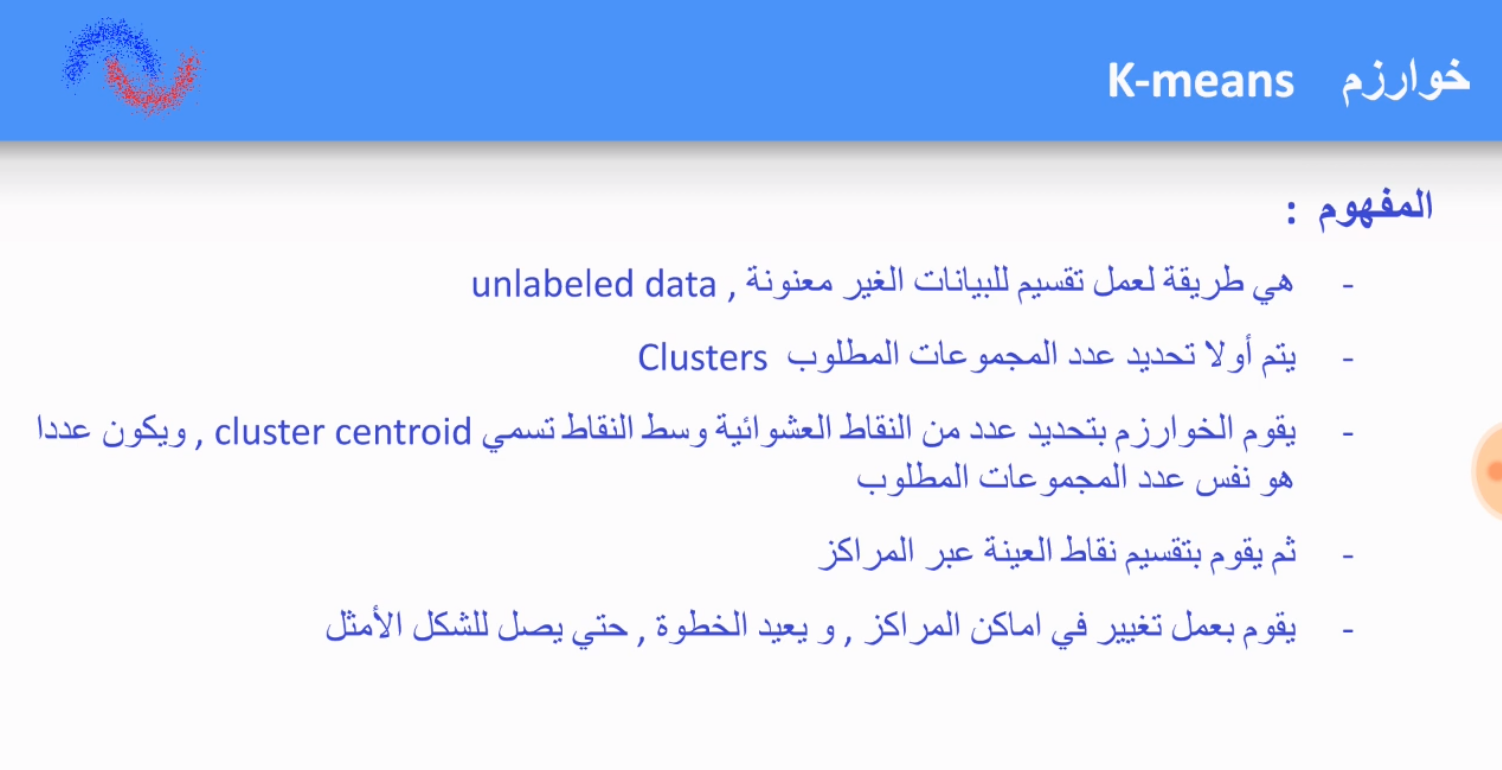 خوارزم K-means
المفهوم :
- هي طريقة لعمل تقسيم للبيانات الغير معنونة , unlabeled data
- يتم أولا تحديد عدد المجموعات المطلوب Clusters
- يقوم الخوارزم بتحديد عدد من النقاط العشوائية وسط النقاط تسمي cluster centroid , ويكون عددا
هو نفس عدد المجموعات المطلوب
- ثم يقوم بتقسيم نقاط العينة عبر المراكز
- يقوم بعمل تغيير في اماكن المراكز , و يعيد الخطوة , حتي يصل للشكل الأمثل